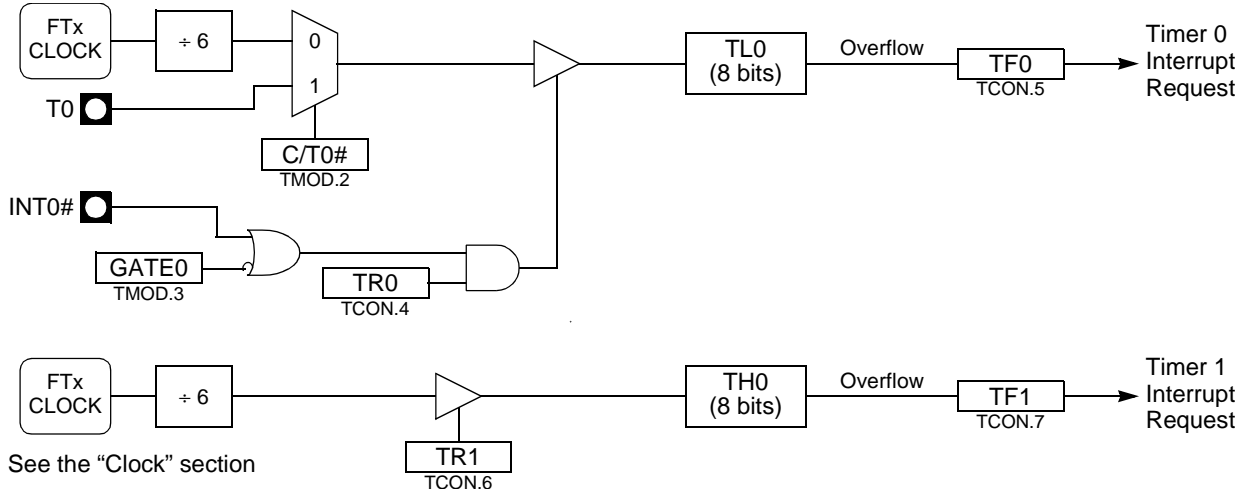 FTx
CLOCK
÷ 6
0
1
T0
C/T0#
TMOD.2
TL0
(8 bits)
Overflow
TF0
TCON.5
Timer 0
Interrupt
Request
INT0#
GATE0
TMOD.3
TR0
TCON.4
FTx
CLOCK
÷ 6
TR1
TCON.6
TH0
(8 bits)
Overflow
TF1
TCON.7
Timer 1
Interrupt
Request
See the “Clock” section